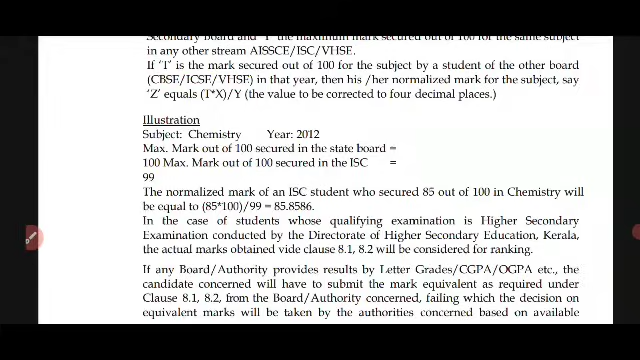 Secondary board and 'Y' the maximum mark secured out of 100 for the same subject
in any other stream AISSCE/ISC/VHSE.
If 'T' is the mark secured out of 100 for the subject by a student of the other board
(CBSE/ICSE/VHSE) in that year, then his /her normalized mark for the subject, say
'Z' equals (T*X)/Y (the value to be corrected to four decimal places.)
Illustration
Subject: Chemistry Year: 2012
Max. Mark out of 100 secured in the state board =
100 Max. Mark out of 100 secured in the ISC =
99
The normalized mark of an ISC student who secured 85 out of 100 in Chemistry will
be equal to (85*100)/99 = 85.8586.
In the case of students whose qualifying examination is Higher Secondary
Examination conducted by the Directorate of Higher Secondary Education, Kerala,
the actual marks obtained vide clause 8.1, 8.2 will be considered for ranking.
If any Board/Authority provides results by Letter Grades/CGPA/OGPA etc., the
candidate concerned will have to submit the mark equivalent as required under
Clause 8.1, 8.2, from the Board/Authority concerned, failing which the decision on
equivalent marks will be taken by the authorities concerned based on available